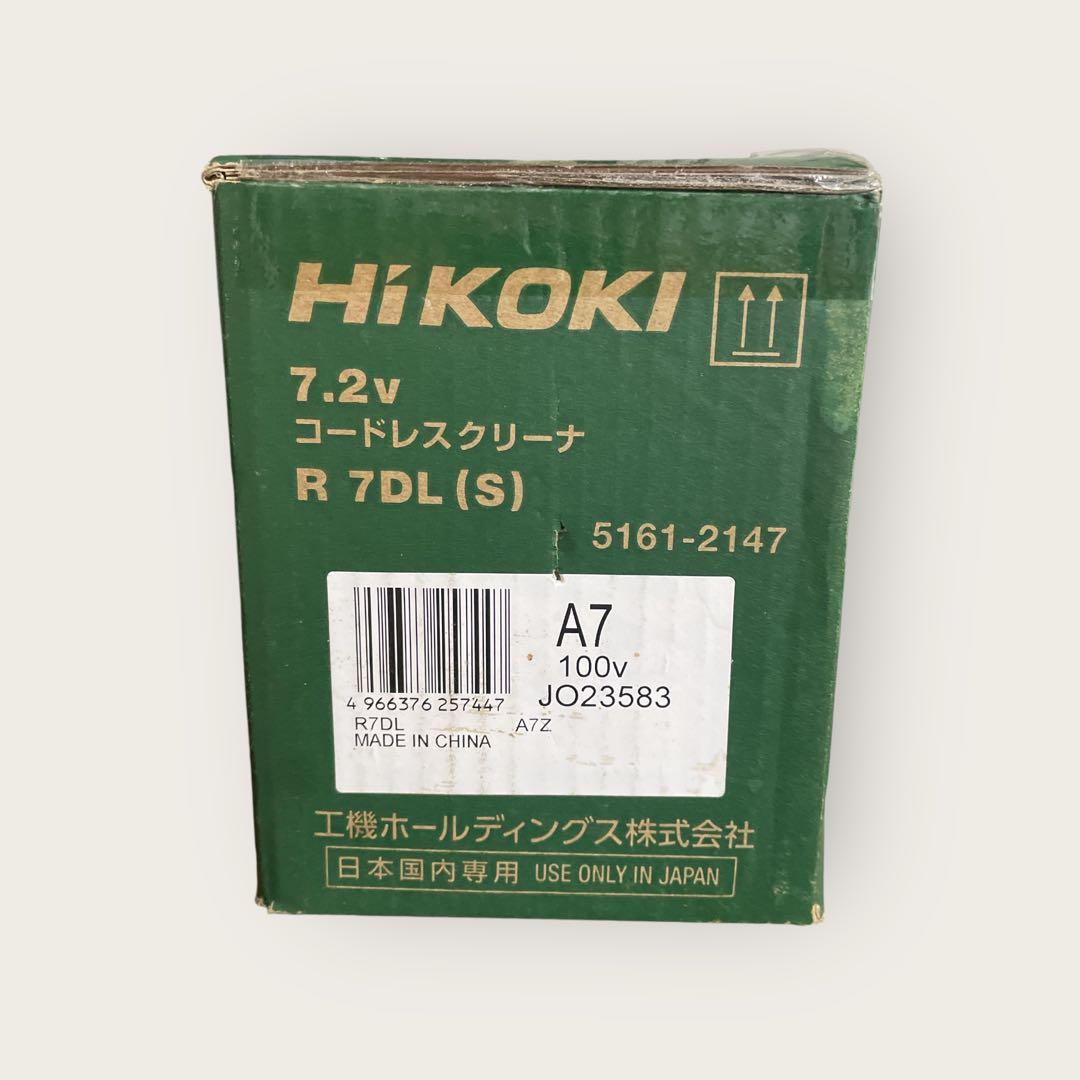 HiKOKI
7.2v
コードレスクリーナ
R 7DL (S)
5161-2147
A7
100v
4 966376 257447
JO23583
R7DL A7Z
MADE IN CHINA
工機ホールディングス株式会社
日本国内専用 USE ONLY IN JAPAN